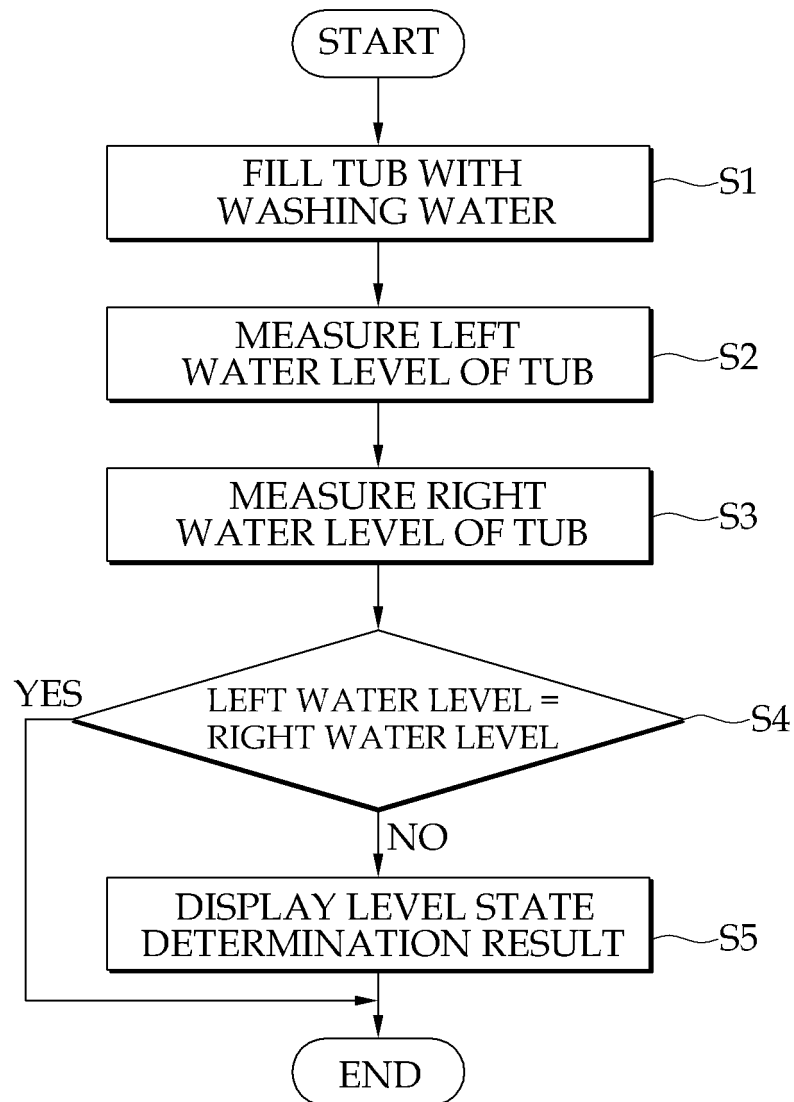 START
FILL TUB WITH
WASHING WATER
S1
MEASURE LEFT
WATER LEVEL OF TUB
S2
MEASURE RIGHT
WATER LEVEL OF TUB
S3
YES
LEFT WATER LEVEL =
RIGHT WATER LEVEL
S4
NO
DISPLAY LEVEL STATE
DETERMINATION RESULT
S5
END